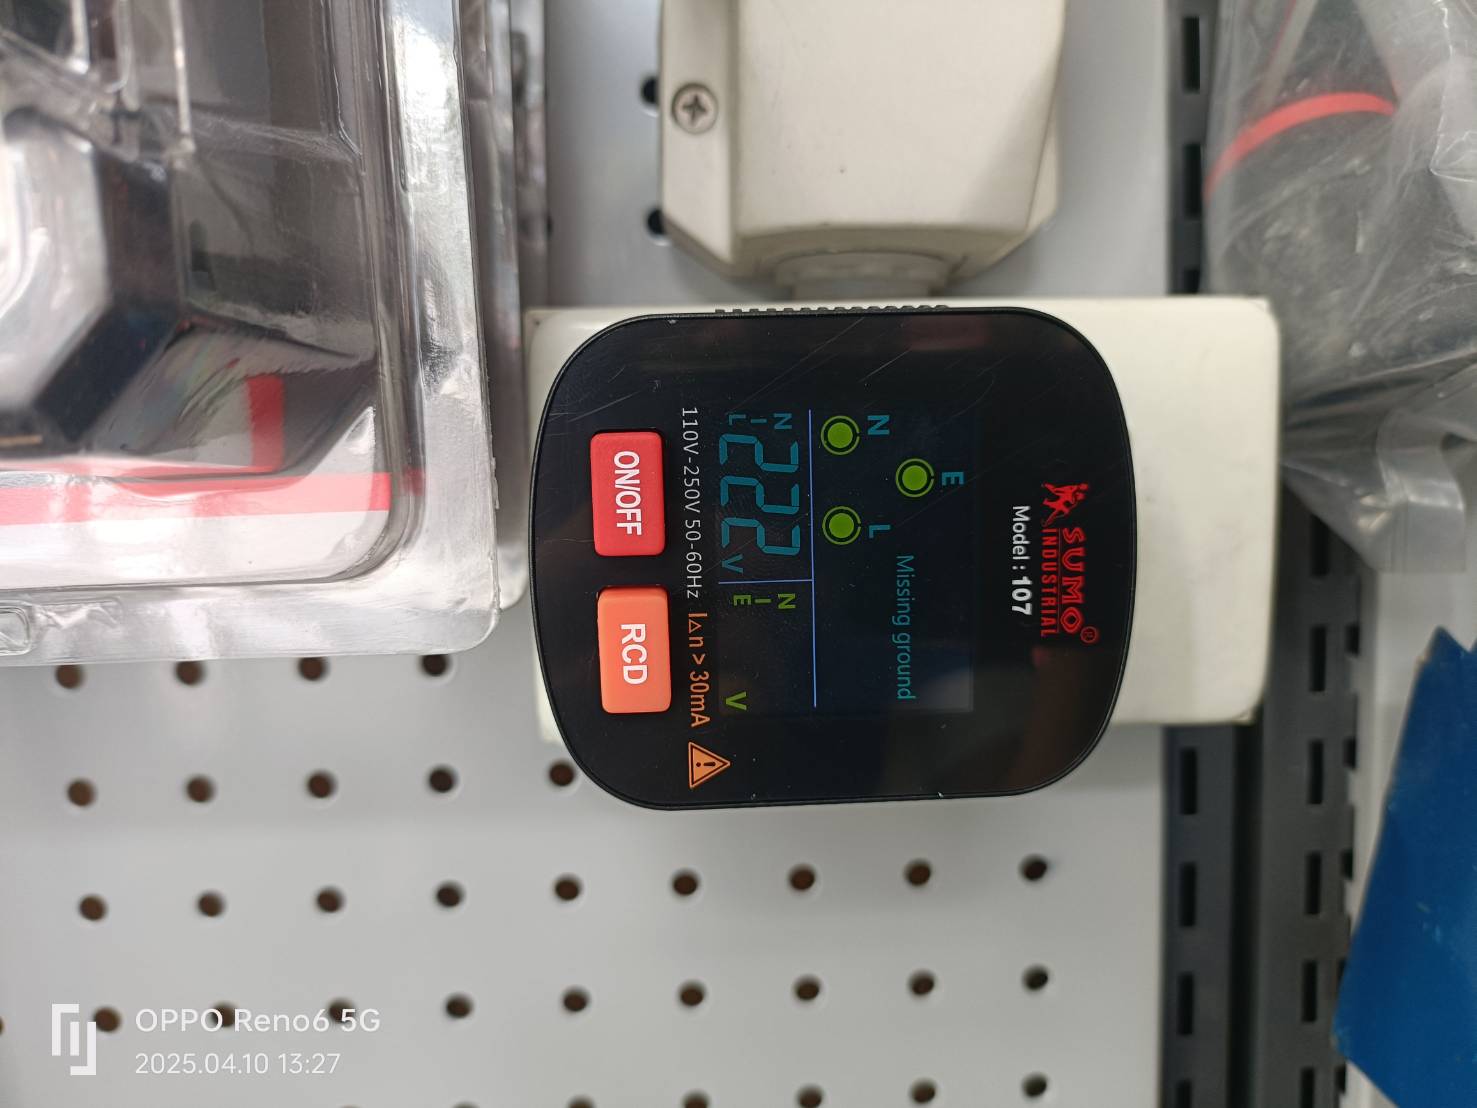 SUMO®
INDUSTRIAL
Model : 107
E
N L
Missing ground
N
I
L
222 V
N
I
E
V
110V-250V 50-60Hz I△n > 30mA
ON/OFF
RCD
OPPO Reno6 5G
2025.04.10 13:27